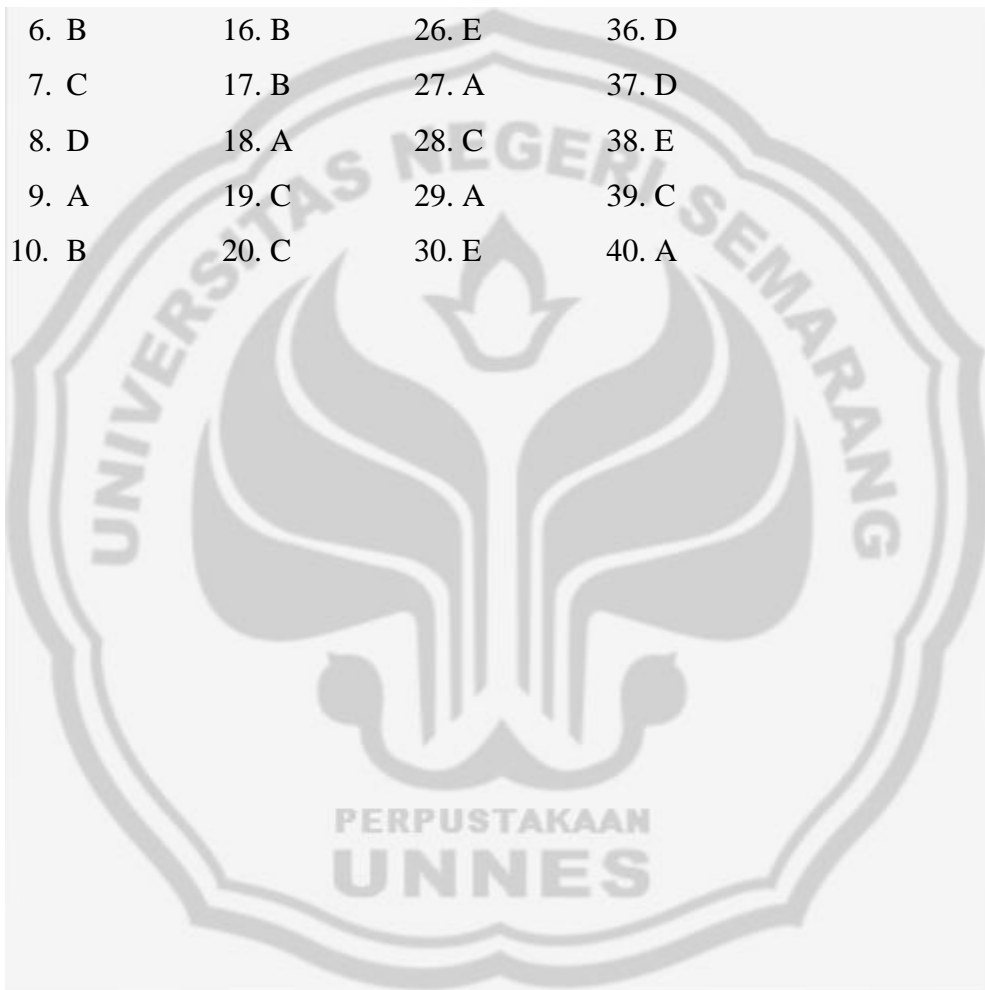 6. B 16. B 26. E 36. D
7. C 17. B 27. A 37. D
8. D 18. A 28. C 38. E
9. A 19. C 29. A 39. C
10. B 20. C 30. E 40. A
UNIVERSITAS NEGERI SEMARANG
PERPUSTAKAAN
UNNES